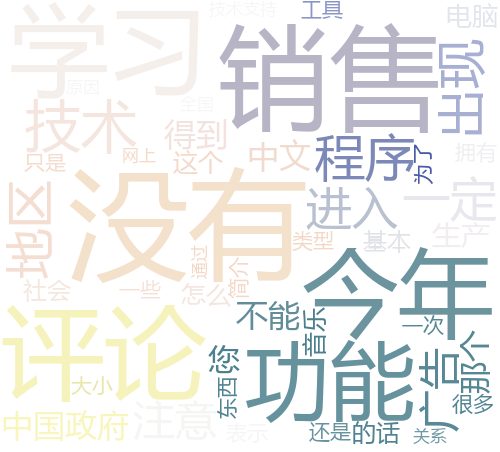 技术支持
工具
电脑
学习
销售
出现
原因
全国
技术
得到
程序
为了
拥有
只是
网上
这个
中文
没有
地区
进入
一定
通过
简介
类型
基本
生产
社会
一些
怎么
今年
评论
不能
音乐
一次
您
功能
广告
那个
大小
东西
很多
中国政府
注意
表示
还是
的话
关系